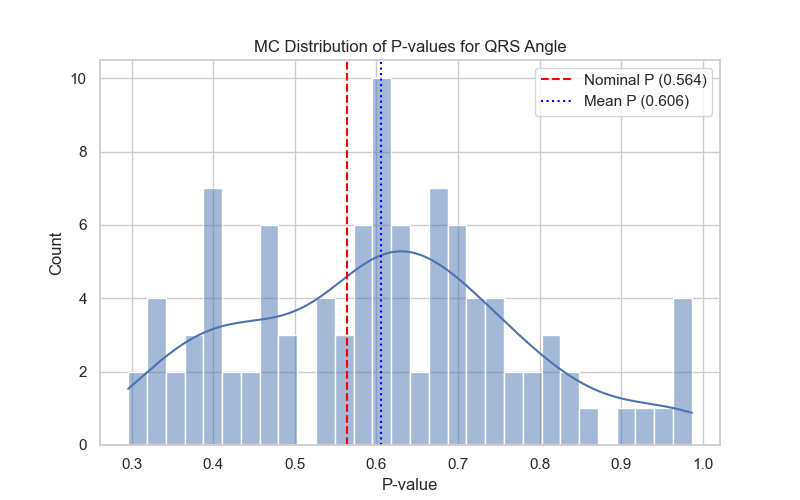 MC Distribution of P-values for QRS Angle
Nominal P (0.564)
Mean P (0.606)
10
8
6
4
2
0
Count
0.3 0.4 0.5 0.6 0.7 0.8 0.9 1.0
P-value